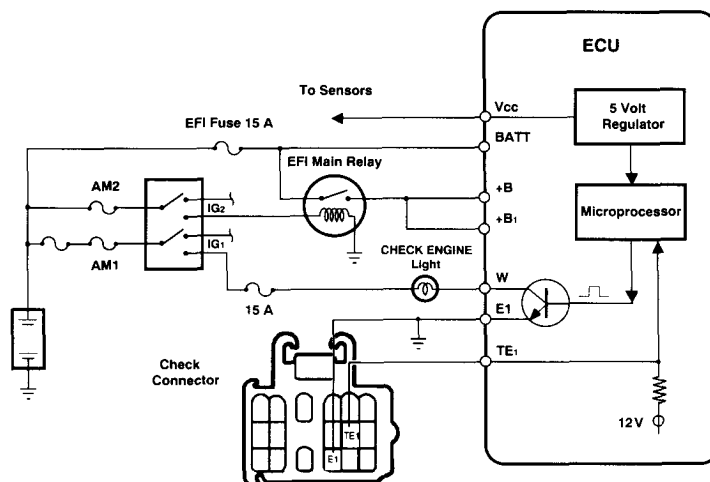 ECU
To Sensors
Vcc
5 Volt
Regulator
EFI Fuse 15 A
BATT
EFI Main Relay
AM2
IG2
+B
+B1
Microprocessor
IG1
AM1
CHECK ENGINE
Light
W
15 A
E1
TE1
Check
Connector
TE1
E1
12 V